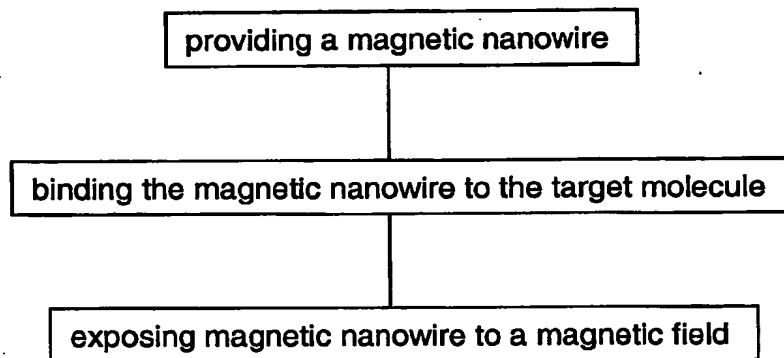 providing a magnetic nanowire
binding the magnetic nanowire to the target molecule
exposing magnetic nanowire to a magnetic field